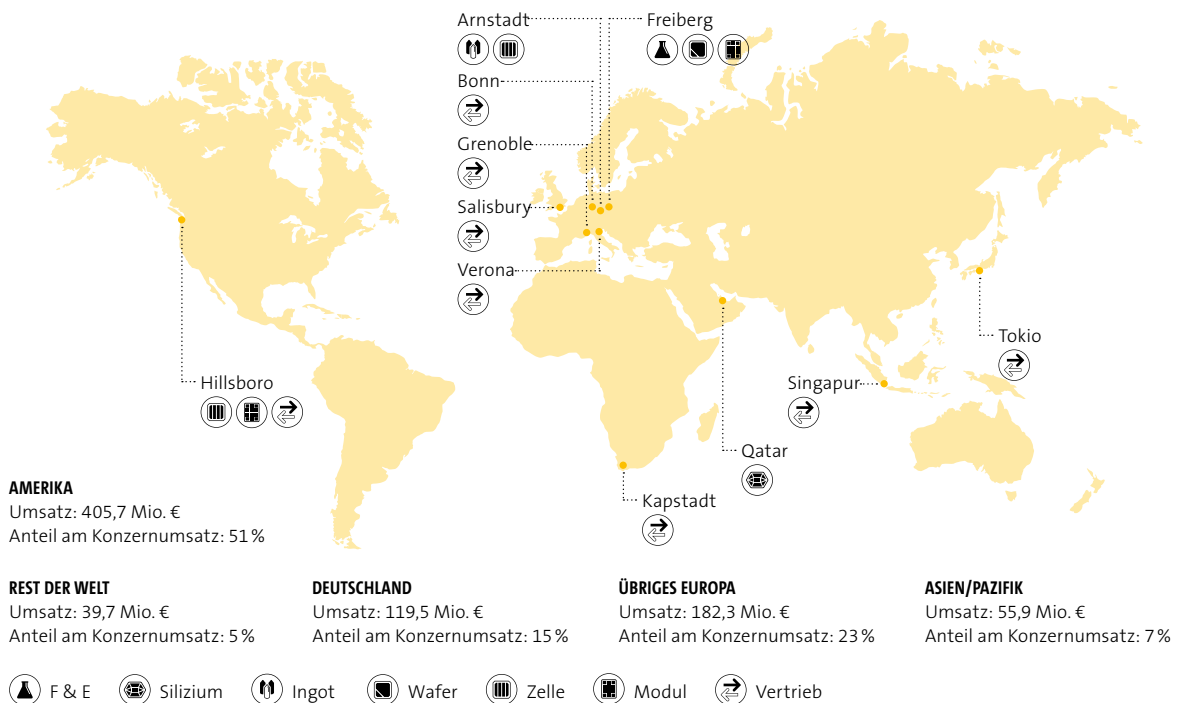 Arnstadt
Freiberg
Bonn
Grenoble
Salisbury
Verona
Hillsboro
Tokio
Singapur
Qatar
Kapstadt
AMERIKA
Umsatz: 405,7 Mio. €
Anteil am Konzernumsatz: 51 %
REST DER WELT
Umsatz: 39,7 Mio. €
Anteil am Konzernumsatz: 5 %
DEUTSCHLAND
Umsatz: 119,5 Mio. €
Anteil am Konzernumsatz: 15 %
ÜBRIGES EUROPA
Umsatz: 182,3 Mio. €
Anteil am Konzernumsatz: 23 %
ASIEN/PAZIFIK
Umsatz: 55,9 Mio. €
Anteil am Konzernumsatz: 7 %
F & E Silizium Ingot Wafer Zelle Modul Vertrieb